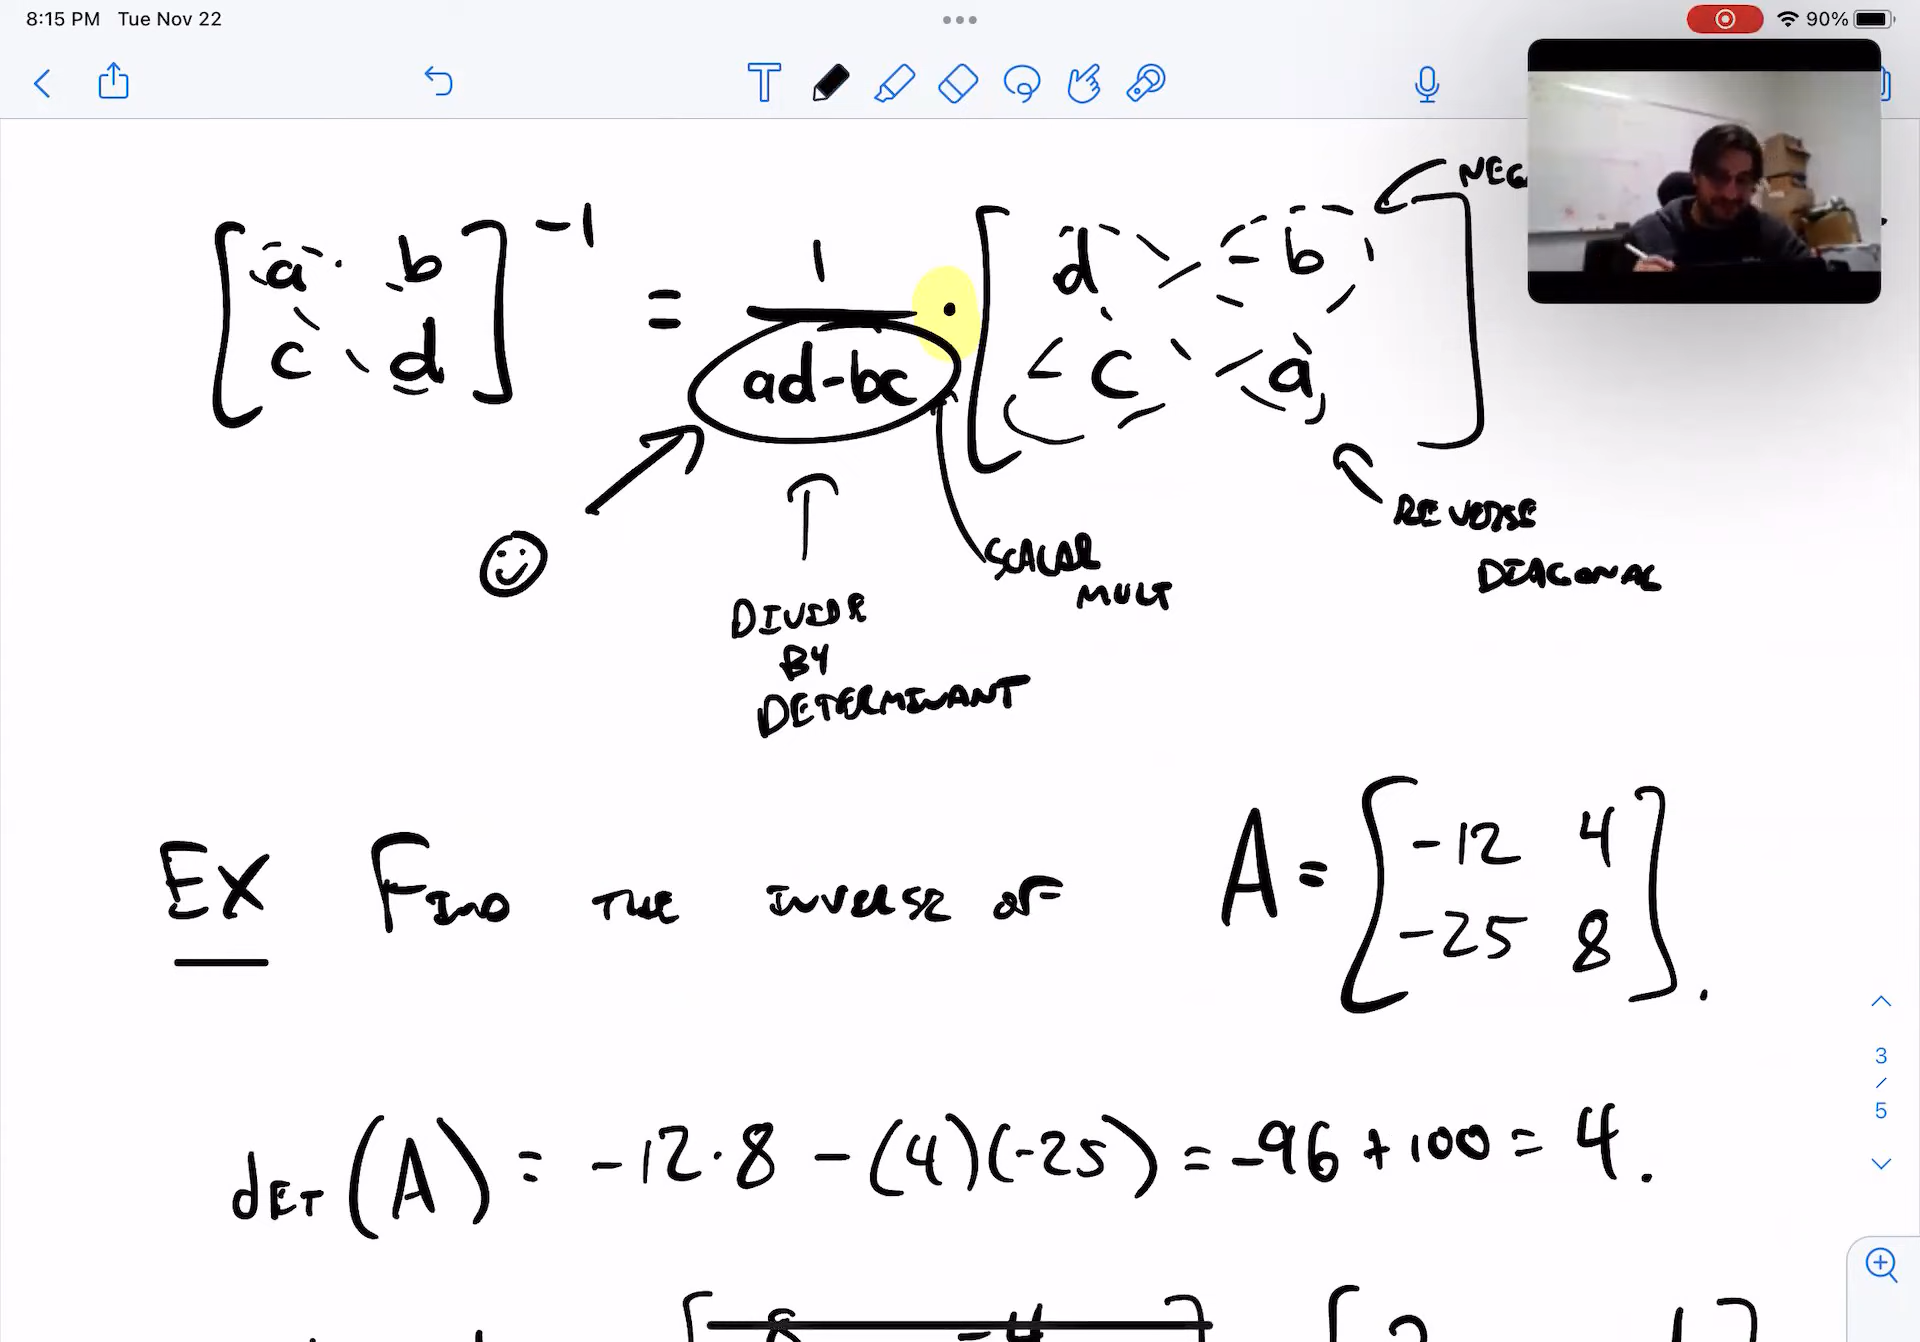 8:15 PM Tue Nov 22
90%
[a b]⁻¹ = 1 · [d -b]
[c d] ad-bc [-c a]
REVERSE
DIAGONAL
SCALAR
MULT
DIVIDE
BY
DETERMINANT
EX FIND THE INVERSE OF A = [-12 4]
[-25 8].
3
/
5
DET (A) = -12·8 - (4)(-25) = -96 + 100 = 4.